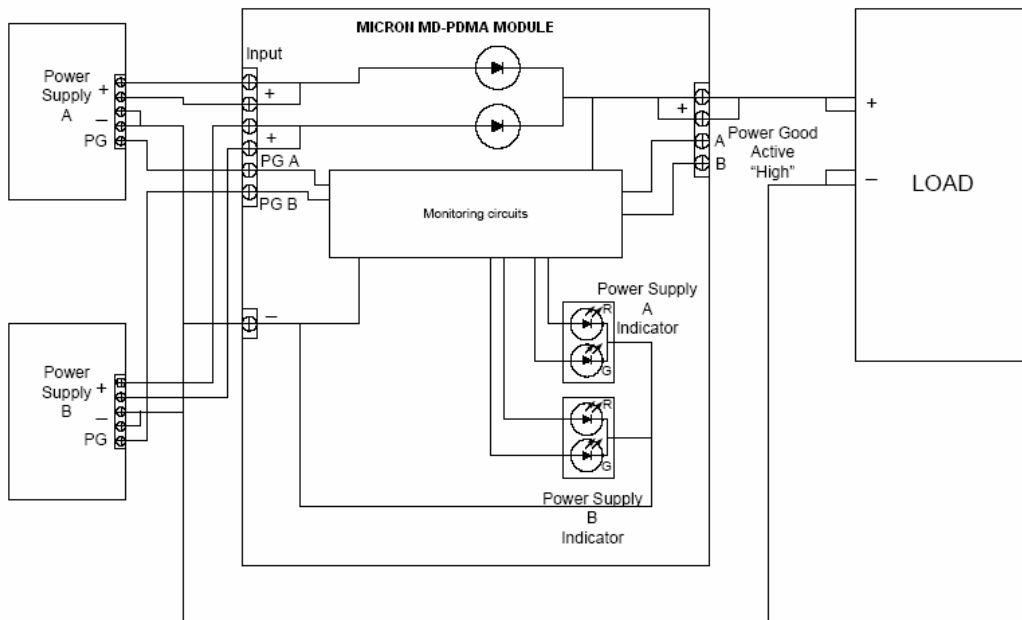 MICRON MD-PDMA MODULE
Input
Power
Supply
A
+
–
PG
+
+
PG A
PG B
–
Monitoring circuits
+
A
B
Power Good
Active
“High”
+
–
LOAD
Power Supply
A
Indicator
R
G
R
G
Power Supply
B
Indicator
Power
Supply
B
+
–
PG